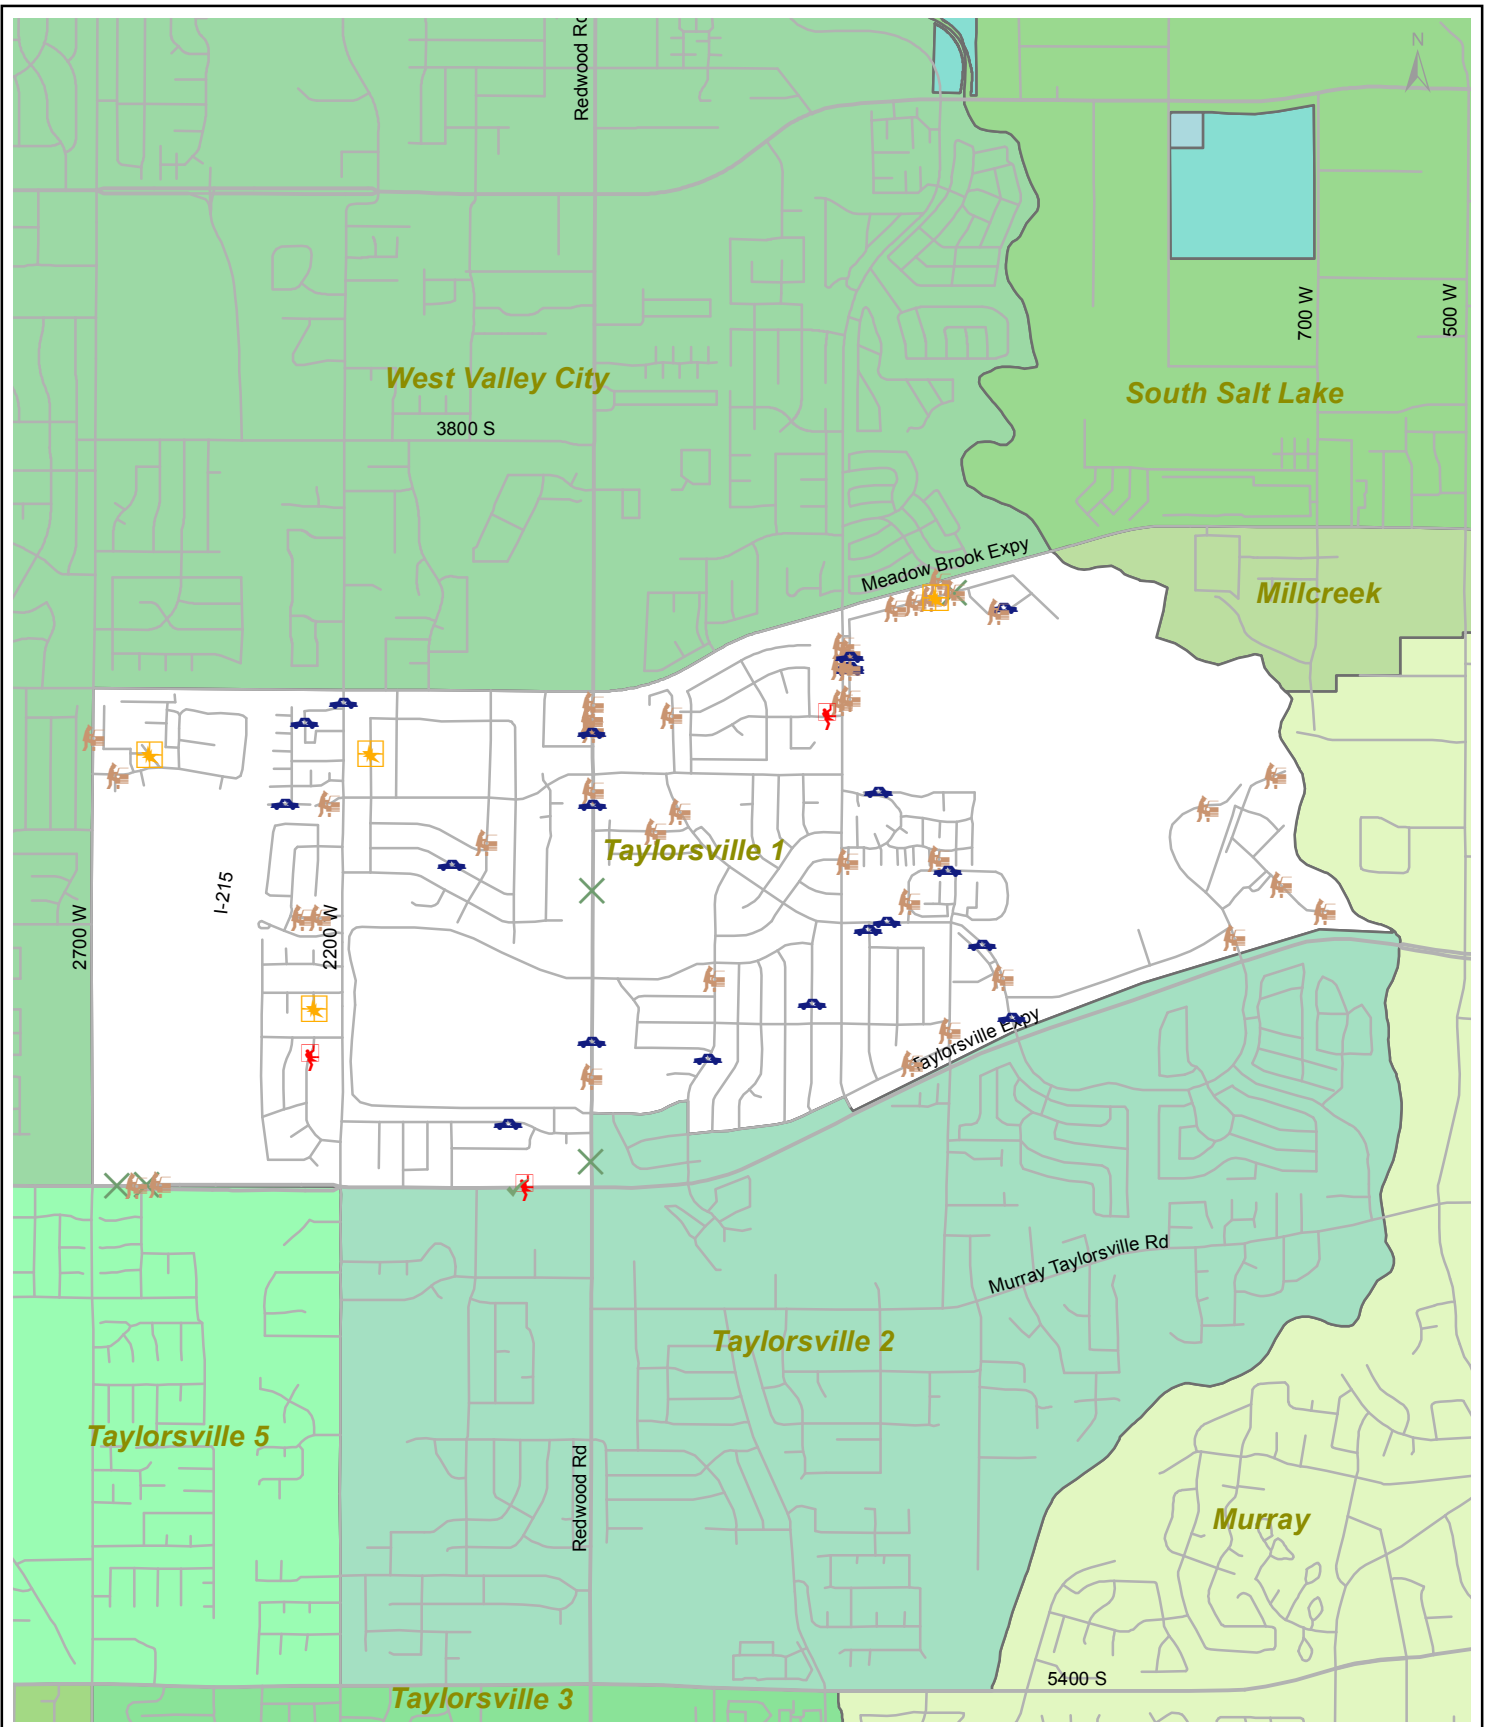 N
Redwood Rd
700 W
500 W
West Valley City
South Salt Lake
3800 S
Meadow Brook Expy
Millcreek
Taylorsville 1
I-215
2700 W
2200 W
Taylorsville Expy
Murray Taylorsville Rd
Taylorsville 2
Taylorsville 5
Redwood Rd
Murray
5400 S
Taylorsville 3